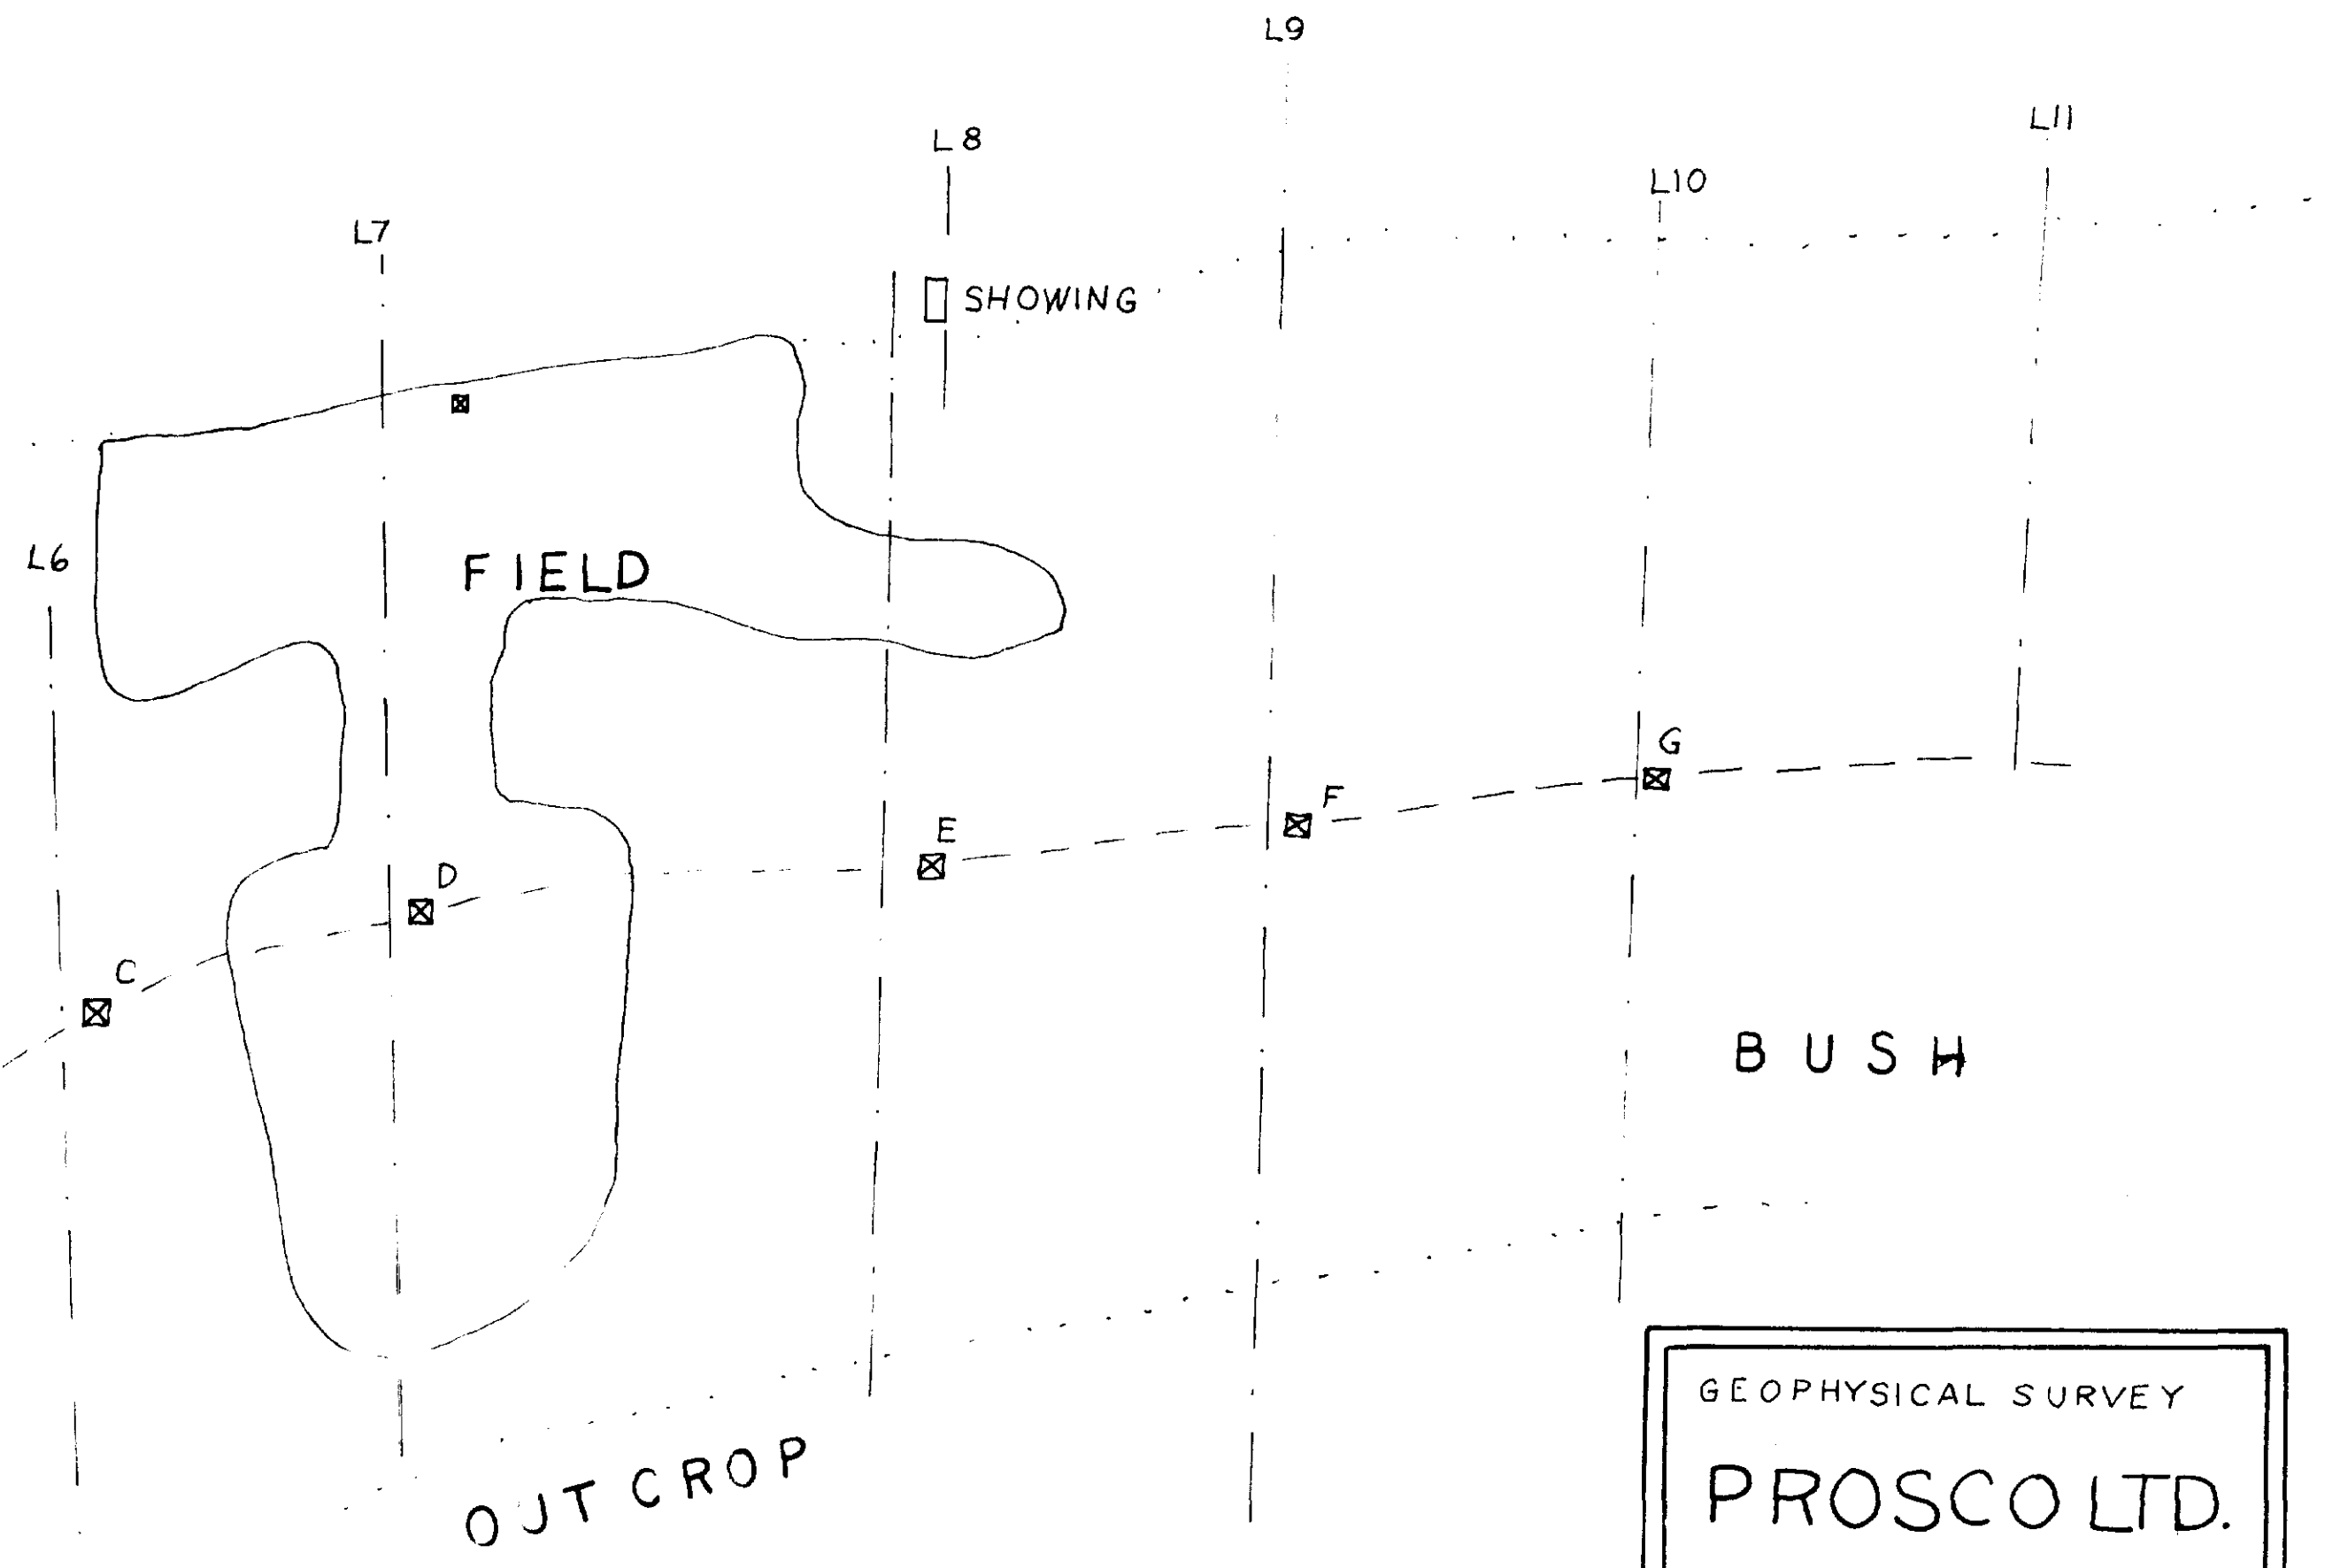 L9
L11
L8
L10
L7
SHOWING
L6
FIELD
G
F
E
D
C
BUSH
GEOPHYSICAL SURVEY
OUTCROP
PROSCO LTD.